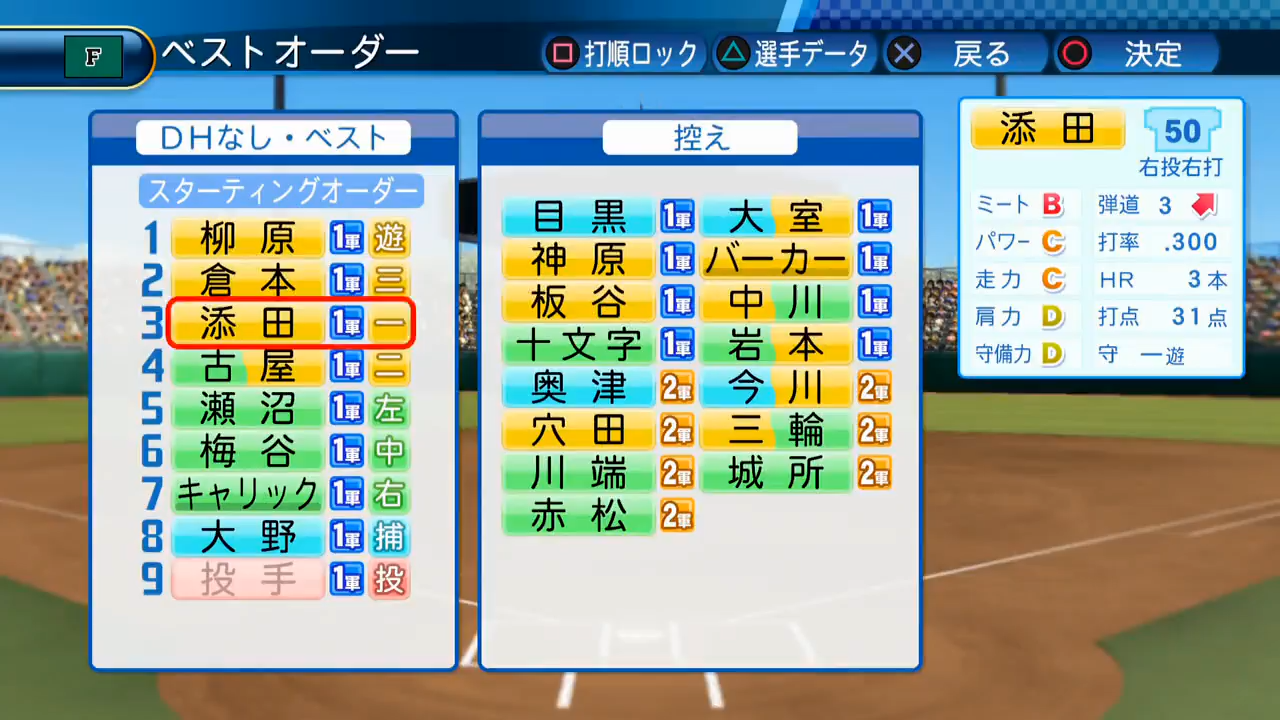 F ベストオーダー □打順ロック △選手データ ×戻る ○決定
DHなし・ベスト
スターティングオーダー
1 柳原 1軍 遊
2 倉本 1軍 三
3 添田 1軍 一
4 古屋 1軍 二
5 瀬沼 1軍 左
6 梅谷 1軍 中
7 キャリック 1軍 右
8 大野 1軍 捕
9 投手 1軍 投
控え
目黒 1軍 大室 1軍
神原 1軍 バーカー 1軍
板谷 1軍 中川 1軍
十文字 1軍 岩本 1軍
奥津 2軍 今川 2軍
穴田 2軍 三輪 2軍
川端 2軍 城所 2軍
赤松 2軍
添田 50
右投右打
ミート B 弾道 3
パワー C 打率 .300
走力 C HR 3本
肩力 D 打点 31点
守備力 D 守 一遊